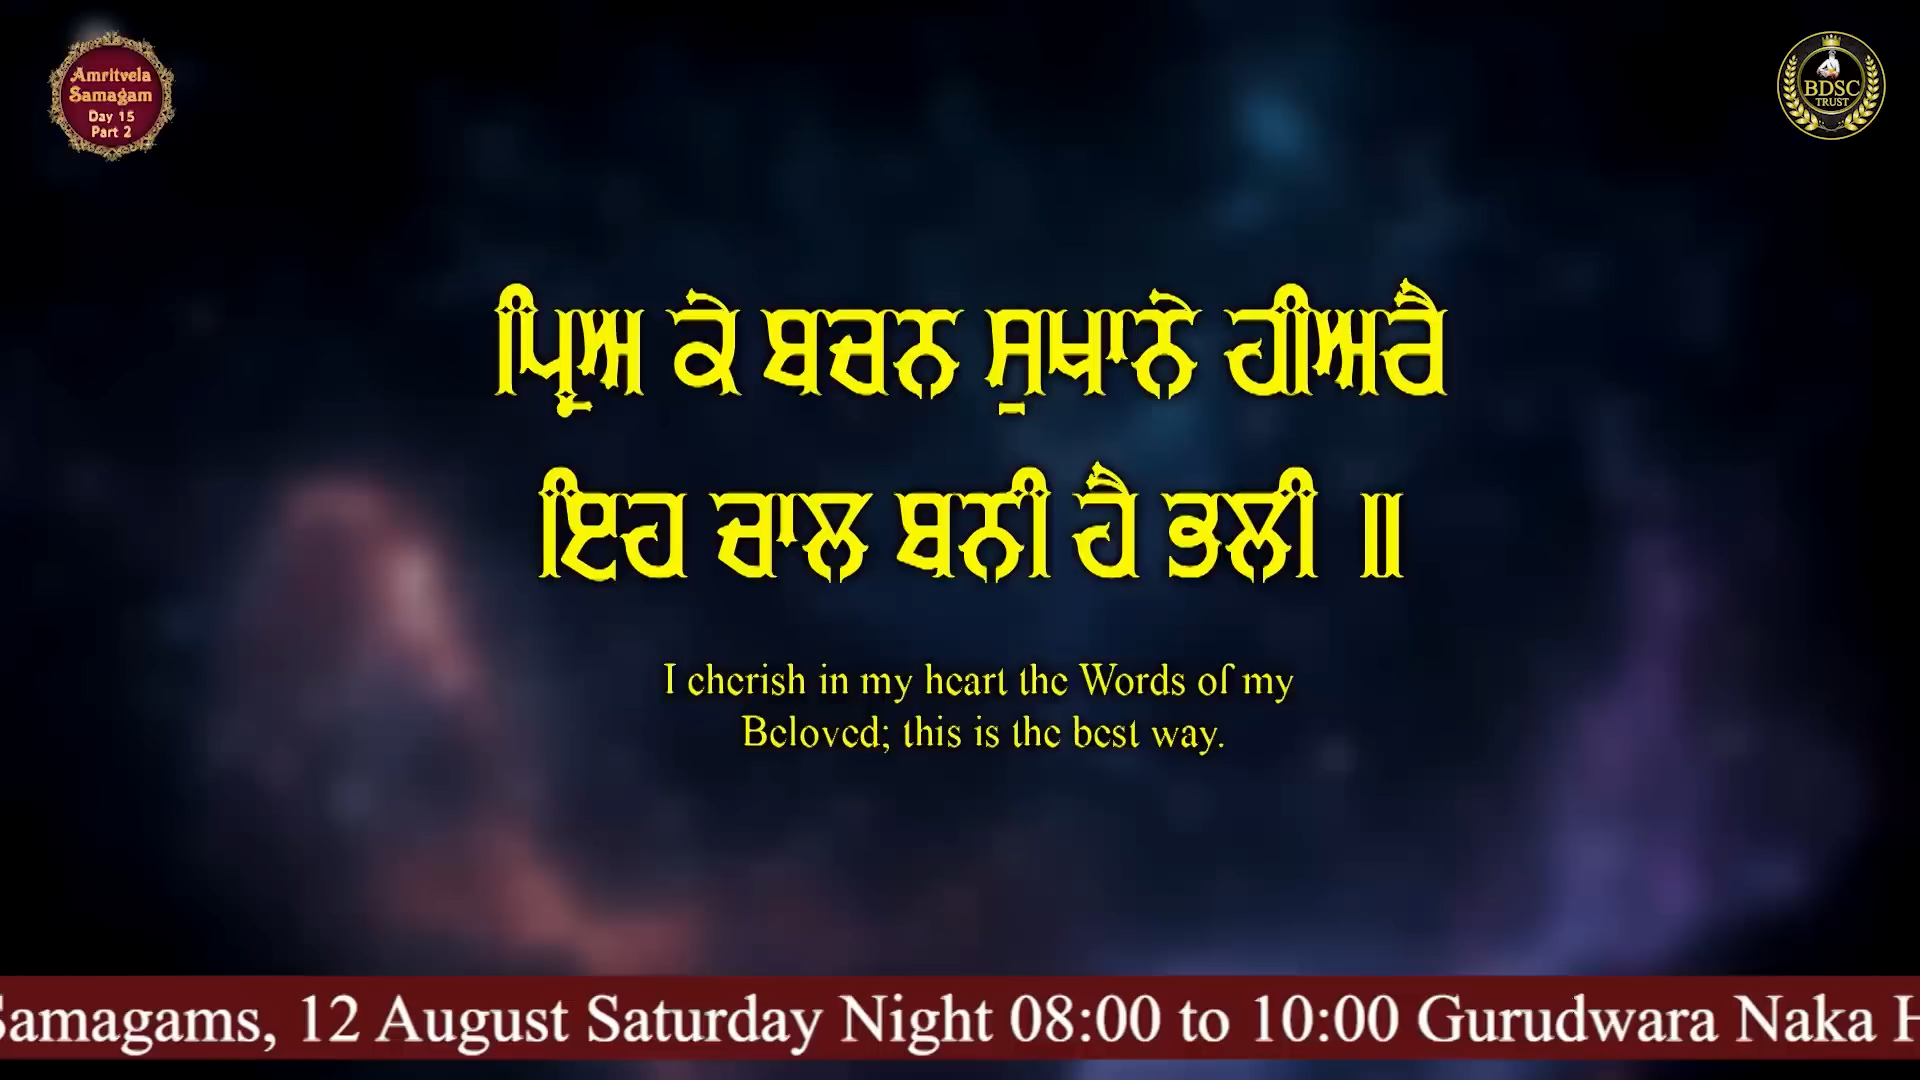 Amritvela
Samagam
Day 15
Part 2
BDSC
TRUST
ਪ੍ਰਿਅ ਕੇ ਬਚਨ ਸੁਖਾਨੇ ਹੀਅਰੈ
ਇਹ ਚਾਲ ਬਨੀ ਹੈ ਭਲੀ ॥
I cherish in my heart the Words of my
Beloved; this is the best way.
Samagams, 12 August Saturday Night 08:00 to 10:00 Gurudwara Naka